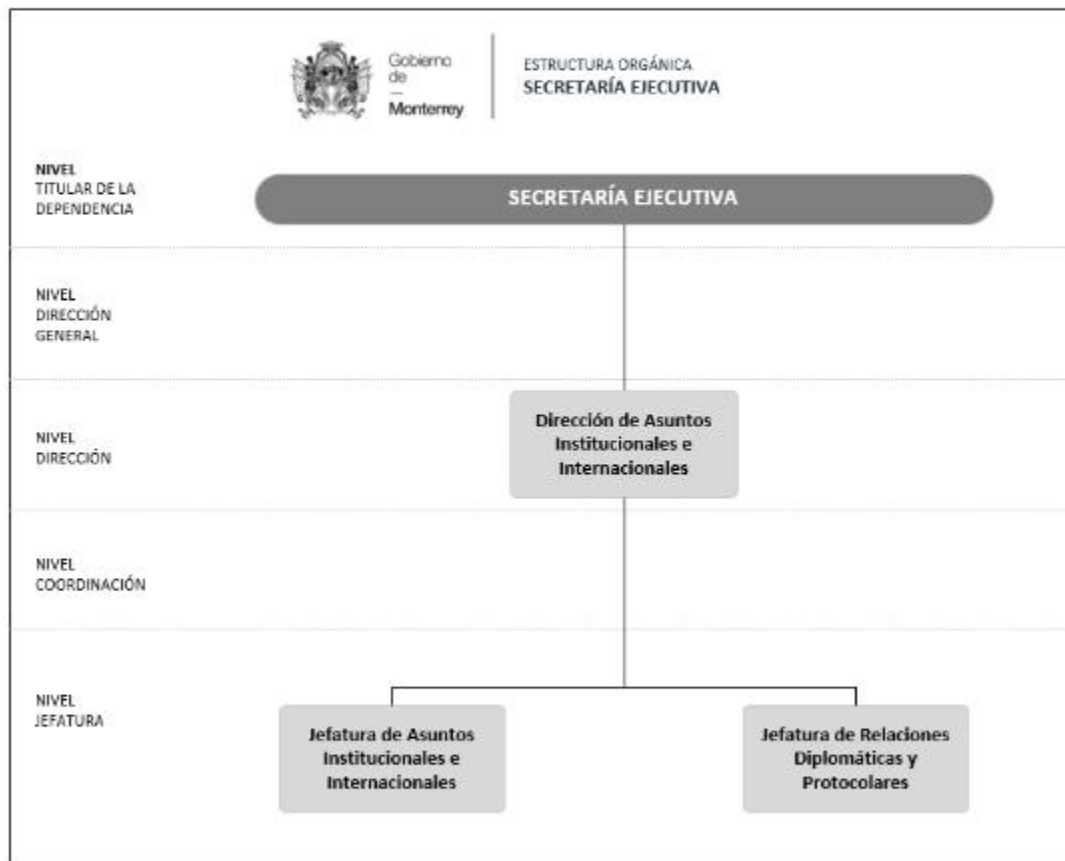 Gobierno
de
—
Monterrey
ESTRUCTURA ORGÁNICA
SECRETARÍA EJECUTIVA
NIVEL
TITULAR DE LA
DEPENDENCIA
SECRETARÍA EJECUTIVA
NIVEL
DIRECCIÓN
GENERAL
NIVEL
DIRECCIÓN
Dirección de Asuntos
Institucionales e
Internacionales
NIVEL
COORDINACIÓN
NIVEL
JEFATURA
Jefatura de Asuntos
Institucionales e
Internacionales
Jefatura de Relaciones
Diplomáticas y
Protocolares